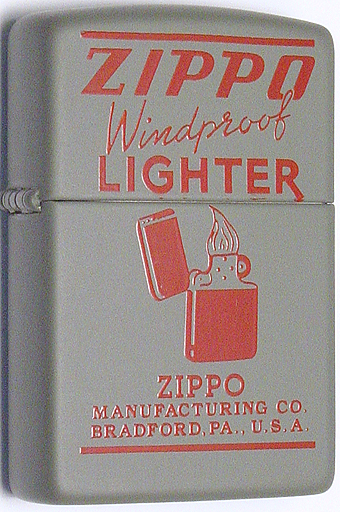 ZIPPO
Windproof
LIGHTER
ZIPPO
MANUFACTURING CO.
BRADFORD, PA., U.S.A.